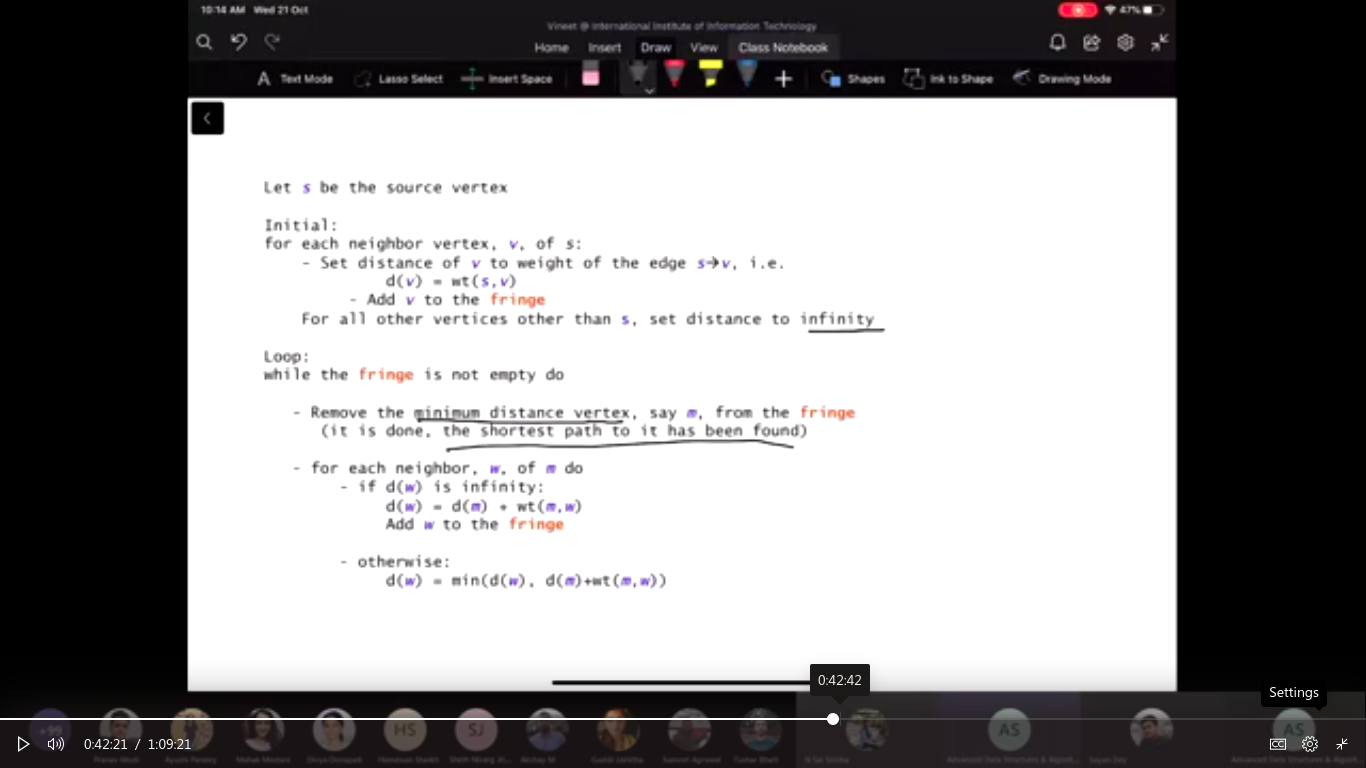 10:14 AM Wed 21 Oct
47%
Vineet @ International Institute of Information Technology
Home Insert Draw View Class Notebook
Text Mode Lasso Select Insert Space Shapes Ink to Shape Drawing Mode
Let s be the source vertex
Initial:
for each neighbor vertex, v, of s:
- Set distance of v to weight of the edge s→v, i.e.
d(v) = wt(s,v)
- Add v to the fringe
For all other vertices other than s, set distance to infinity
Loop:
while the fringe is not empty do
- Remove the minimum distance vertex, say m, from the fringe
(it is done, the shortest path to it has been found)
- for each neighbor, w, of m do
- if d(w) is infinity:
d(w) = d(m) + wt(m,w)
Add w to the fringe
- otherwise:
d(w) = min(d(w), d(m)+wt(m,w))
0:42:42
Settings
+99 HS SJ AS AS
0:42:21 / 1:09:21
CC